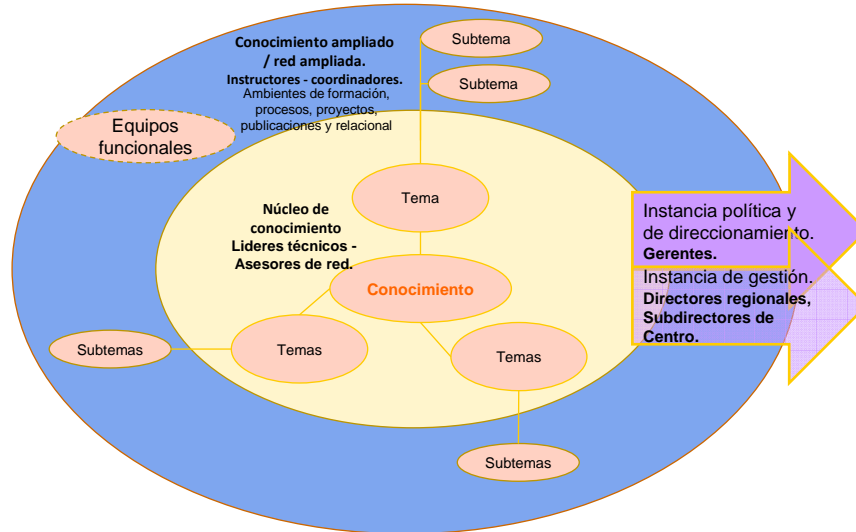 Conocimiento ampliado
/ red ampliada.
Instructores - coordinadores.
Ambientes de formación,
procesos, proyectos,
publicaciones y relacional
Subtema
Subtema
Equipos
funcionales
Tema
Núcleo de
conocimiento
Lideres técnicos -
Asesores de red.
Conocimiento
Instancia política y
de direccionamiento.
Gerentes.
Instancia de gestión.
Directores regionales,
Subdirectores de
Centro.
Subtemas
Temas
Temas
Subtemas